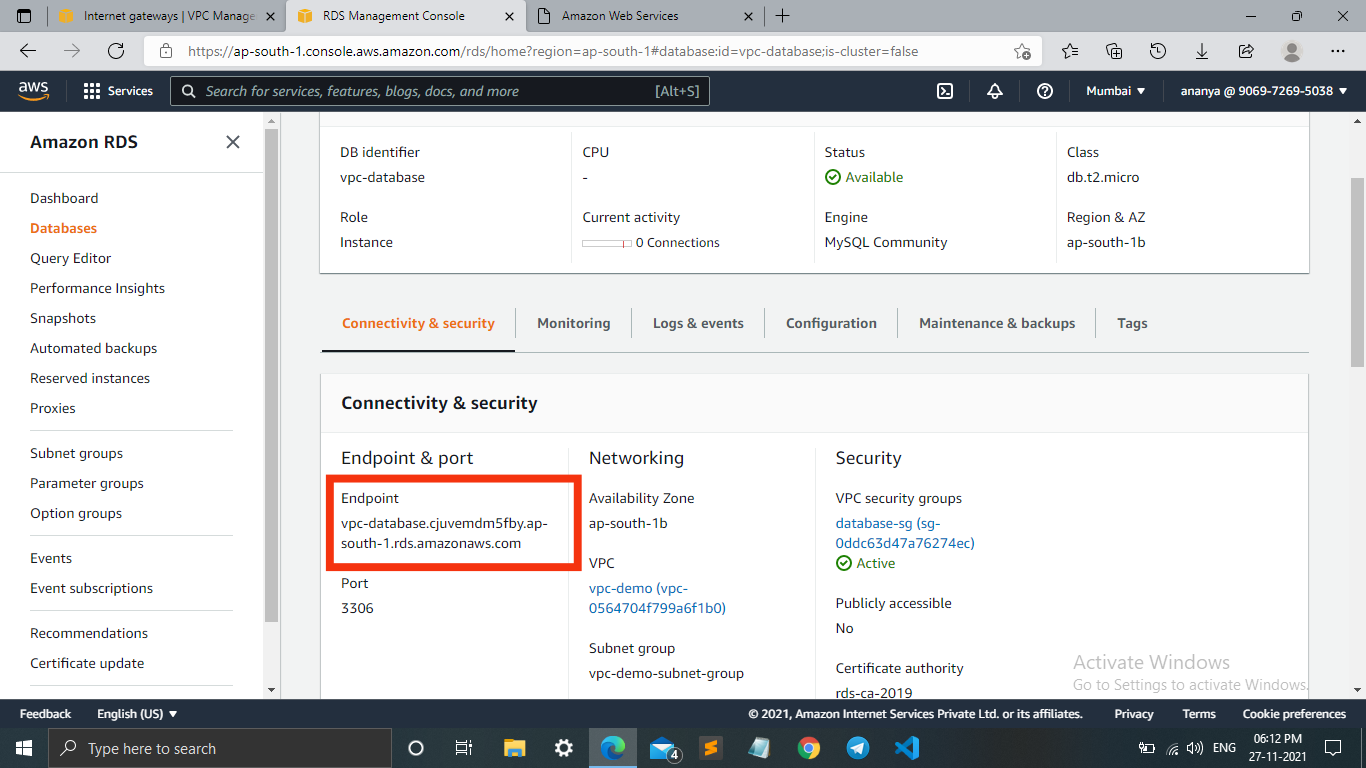 Internet gateways | VPC Manage
RDS Management Console
Amazon Web Services
https://ap-south-1.console.aws.amazon.com/rds/home?region=ap-south-1#database:id=vpc-database;is-cluster=false
aws
Services
Search for services, features, blogs, docs, and more
[Alt+S]
Mumbai
ananya @ 9069-7269-5038
Amazon RDS
Dashboard
Databases
Query Editor
Performance Insights
Snapshots
Automated backups
Reserved instances
Proxies
Subnet groups
Parameter groups
Option groups
Events
Event subscriptions
Recommendations
Certificate update
DB identifier
vpc-database
CPU
-
Status
Available
Class
db.t2.micro
Role
Instance
Current activity
0 Connections
Engine
MySQL Community
Region & AZ
ap-south-1b
Connectivity & security
Monitoring
Logs & events
Configuration
Maintenance & backups
Tags
Connectivity & security
Endpoint & port
Endpoint
vpc-database.cjuvemdm5fby.ap-
south-1.rds.amazonaws.com
Port
3306
Networking
Availability Zone
ap-south-1b
VPC
vpc-demo (vpc-
0564704f799a6f1b0)
Subnet group
vpc-demo-subnet-group
Security
VPC security groups
database-sg (sg-
0ddc63d47a76274ec)
Active
Publicly accessible
No
Certificate authority
rds-ca-2019
Activate Windows
Go to Settings to activate Windows.
Feedback
English (US)
© 2021, Amazon Internet Services Private Ltd. or its affiliates.
Privacy
Terms
Cookie preferences
Type here to search
4
ENG
06:12 PM
27-11-2021